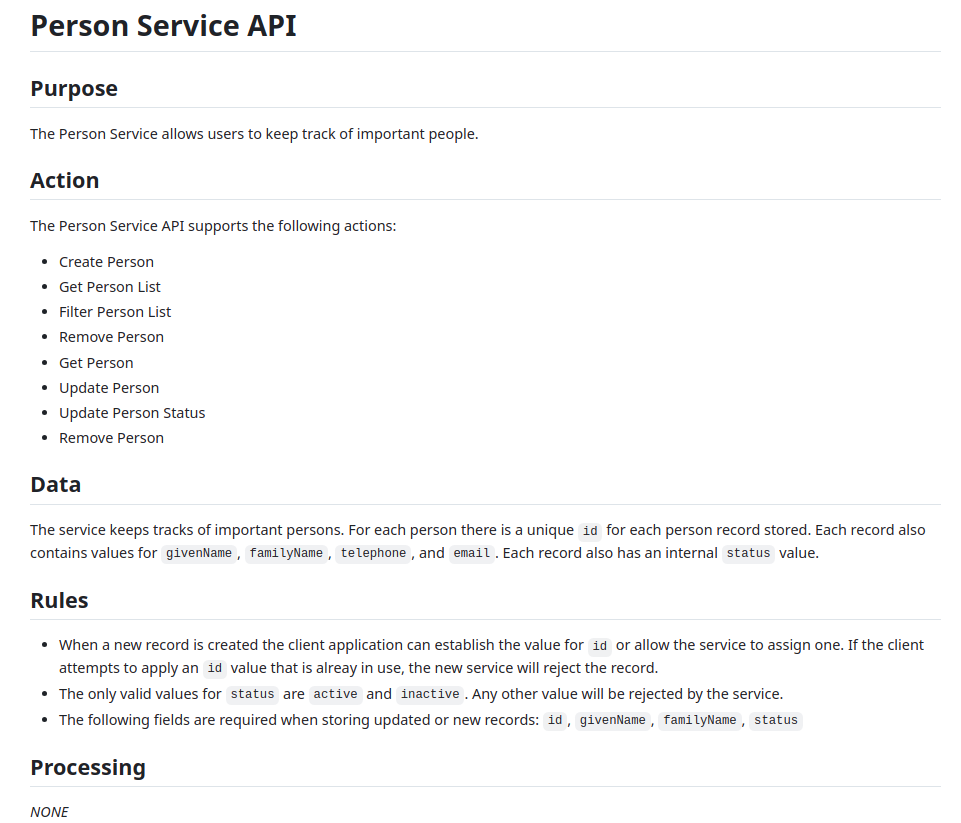 Person Service API
Purpose
The Person Service allows users to keep track of important people.
Action
The Person Service API supports the following actions:
Create Person
Get Person List
Filter Person List
Remove Person
Get Person
Update Person
Update Person Status
Remove Person
Data
The service keeps tracks of important persons. For each person there is a unique id for each person record stored. Each record also
contains values for givenName, familyName, telephone, and email. Each record also has an internal status value.
Rules
When a new record is created the client application can establish the value for id or allow the service to assign one. If the client
attempts to apply an id value that is alreay in use, the new service will reject the record.
The only valid values for status are active and inactive. Any other value will be rejected by the service.
The following fields are required when storing updated or new records: id, givenName, familyName, status
Processing
NONE